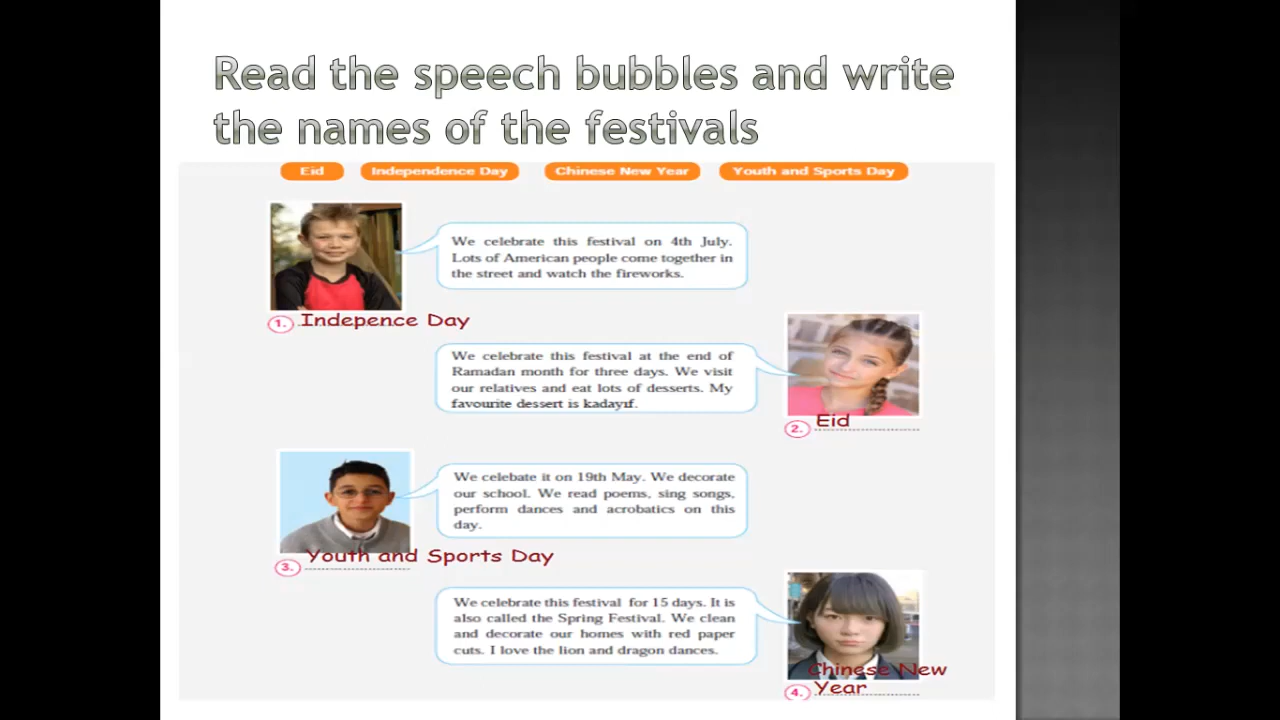 Read the speech bubbles and write
the names of the festivals
Eid Independence Day Chinese New Year Youth and Sports Day
We celebrate this festival on 4th July.
Lots of American people come together in
the street and watch the fireworks.
1. Indepence Day
We celebrate this festival at the end of
Ramadan month for three days. We visit
our relatives and eat lots of desserts. My
favourite dessert is kadayıf.
2. Eid
We celebate it on 19th May. We decorate
our school. We read poems, sing songs,
perform dances and acrobatics on this
day.
3. Youth and Sports Day
We celebrate this festival for 15 days. It is
also called the Spring Festival. We clean
and decorate our homes with red paper
cuts. I love the lion and dragon dances.
Chinese New
4. Year